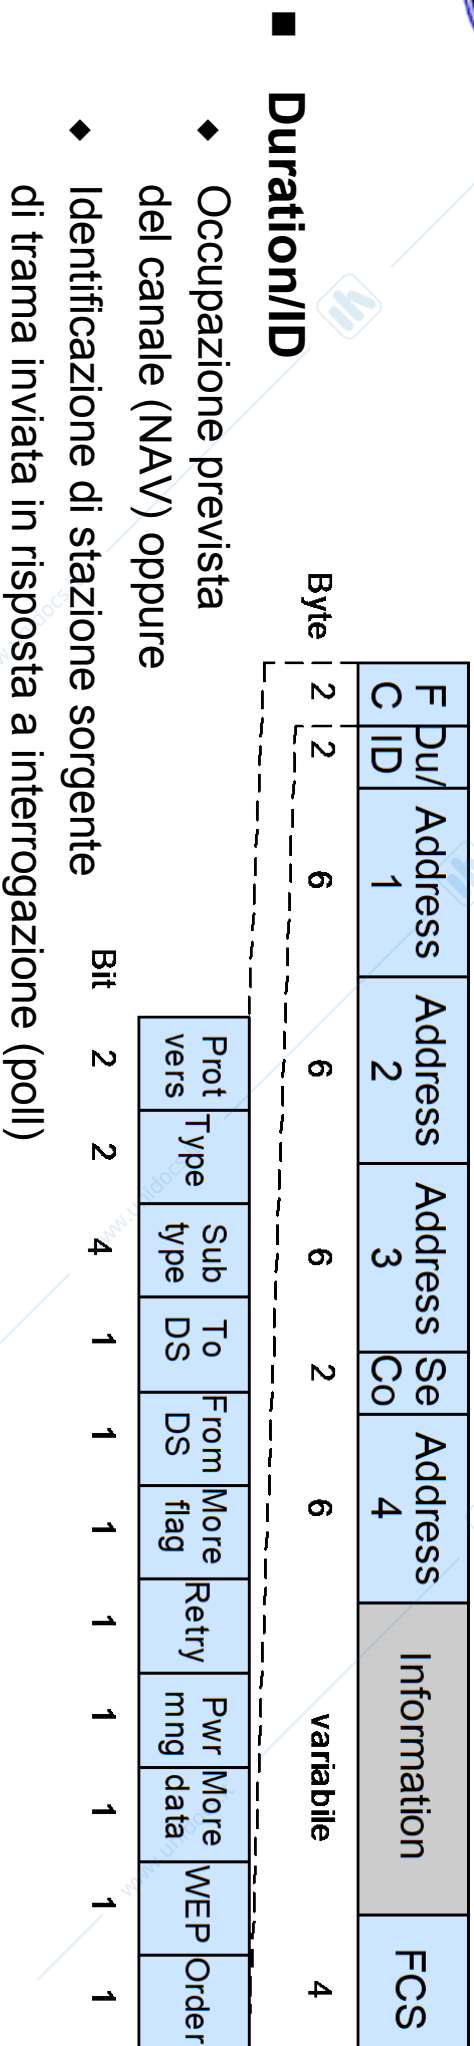 F Du/ Address Address Address Se Address Information FCS
C ID 1 2 3 Co 4
Byte 2 2 6 6 6 2 6 variabile 4
■ Duration/ID
◆ Occupazione prevista
del canale (NAV) oppure
Prot Type Sub To From More Retry Pwr More WEP Order
vers type DS DS flag mng data
Bit 2 2 4 1 1 1 1 1 1 1 1
◆ Identificazione di stazione sorgente
di trama inviata in risposta a interrogazione (poll)